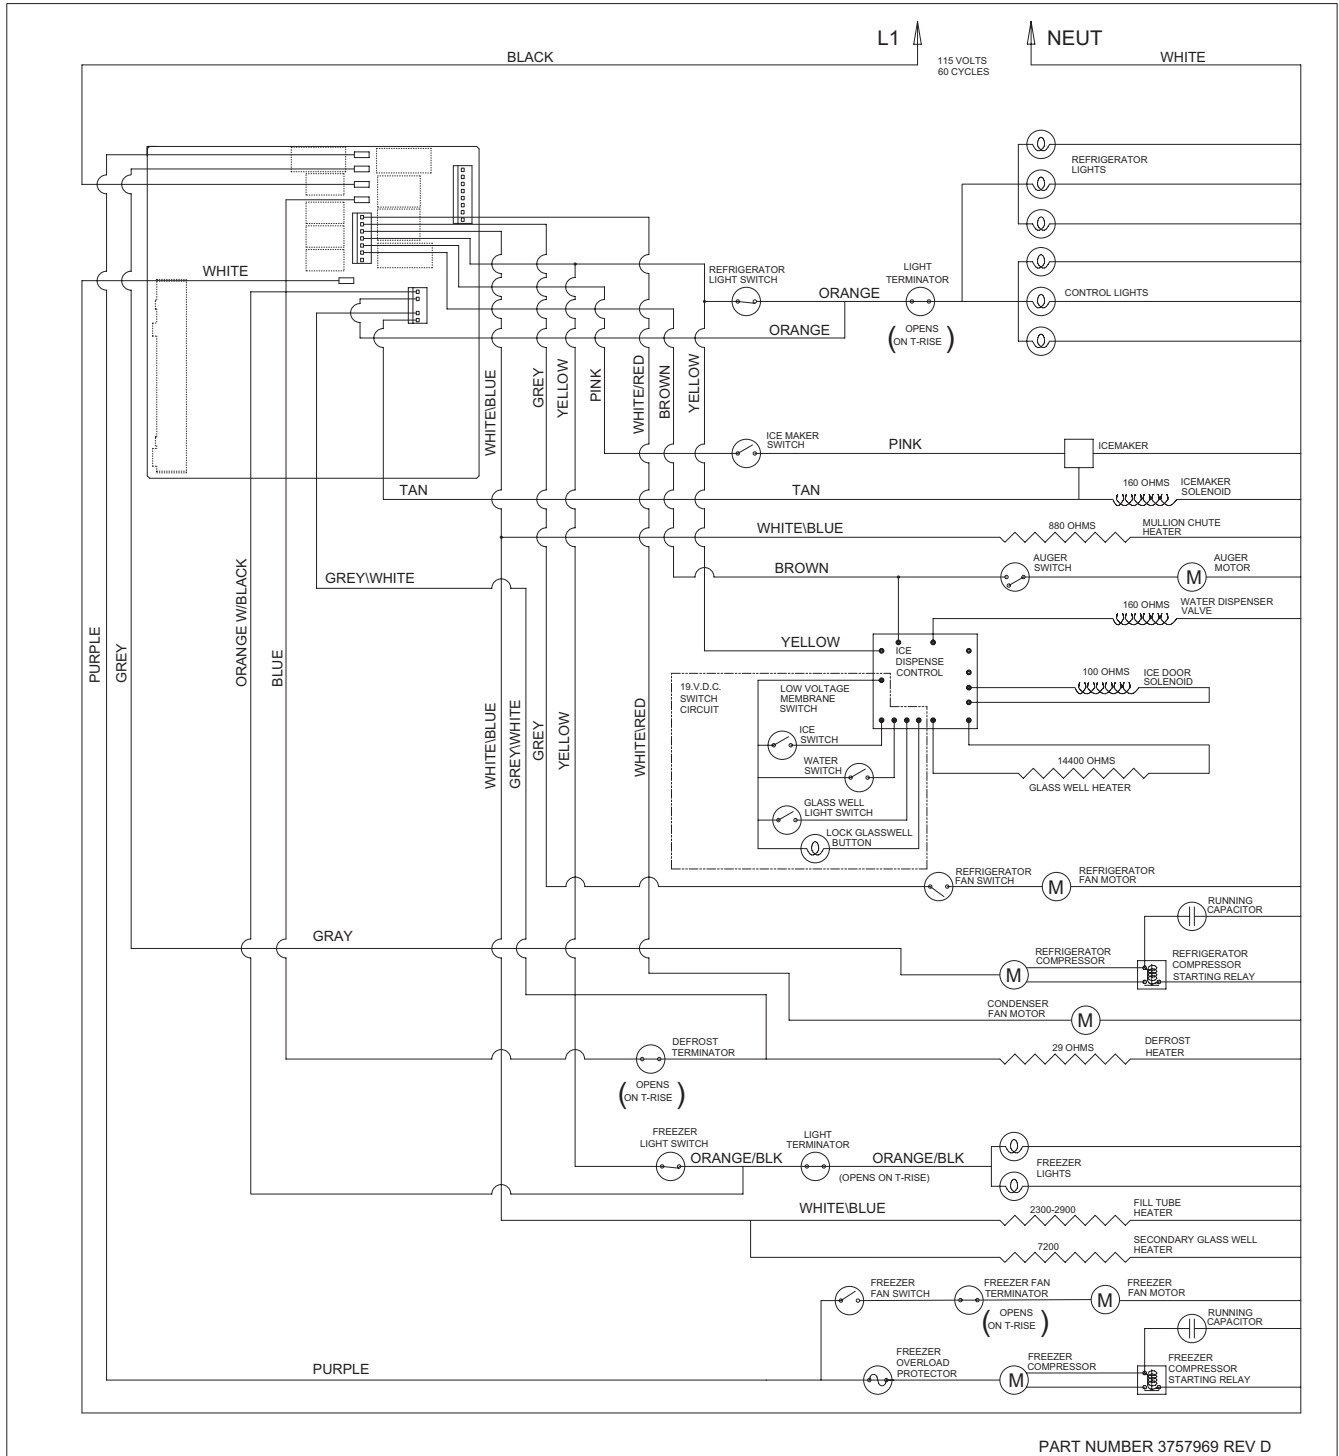 L1
NEUT
BLACK
115 VOLTS
60 CYCLES
WHITE
REFRIGERATOR
LIGHTS
WHITE
REFRIGERATOR
LIGHT SWITCH
LIGHT
TERMINATOR
ORANGE
CONTROL LIGHTS
ORANGE
( OPENS
ON T-RISE )
WHITE\BLUE
GREY
YELLOW
PINK
WHITE/RED
BROWN
YELLOW
ICE MAKER
SWITCH
PINK
ICEMAKER
TAN
TAN
160 OHMS
ICEMAKER
SOLENOID
WHITE\BLUE
880 OHMS
MULLION CHUTE
HEATER
GREY\WHITE
BROWN
AUGER
SWITCH
M
AUGER
MOTOR
160 OHMS
WATER DISPENSER
VALVE
PURPLE
GREY
ORANGE W/BLACK
BLUE
YELLOW
ICE
DISPENSE
CONTROL
100 OHMS
ICE DOOR
SOLENOID
19.V.D.C.
SWITCH
CIRCUIT
LOW VOLTAGE
MEMBRANE
SWITCH
ICE
SWITCH
WATER
SWITCH
GLASS WELL
LIGHT SWITCH
LOCK GLASSWELL
BUTTON
14400 OHMS
GLASS WELL HEATER
WHITE\BLUE
GREY\WHITE
GREY
YELLOW
WHITE\RED
REFRIGERATOR
FAN SWITCH
M
REFRIGERATOR
FAN MOTOR
RUNNING
CAPACITOR
GRAY
REFRIGERATOR
COMPRESSOR
M
REFRIGERATOR
COMPRESSOR
STARTING RELAY
CONDENSER
FAN MOTOR
M
DEFROST
TERMINATOR
( OPENS
ON T-RISE )
29 OHMS
DEFROST
HEATER
FREEZER
LIGHT SWITCH
ORANGE/BLK
LIGHT
TERMINATOR
ORANGE/BLK
(OPENS ON T-RISE)
FREEZER
LIGHTS
WHITE\BLUE
2300-2900
FILL TUBE
HEATER
7200
SECONDARY GLASS WELL
HEATER
FREEZER
FAN SWITCH
FREEZER FAN
TERMINATOR
( OPENS
ON T-RISE )
M
FREEZER
FAN MOTOR
RUNNING
CAPACITOR
PURPLE
FREEZER
OVERLOAD
PROTECTOR
M
FREEZER
COMPRESSOR
FREEZER
COMPRESSOR
STARTING RELAY
PART NUMBER 3757969 REV D